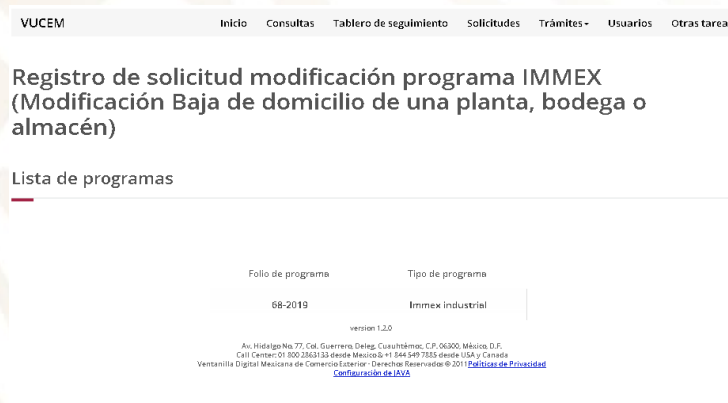 VUCEM Inicio Consultas Tablero de seguimiento Solicitudes Trámites Usuarios Otras tarea
Registro de solicitud modificación programa IMMEX
(Modificación Baja de domicilio de una planta, bodega o
almacén)
Lista de programas
Folio de programa Tipo de programa
68-2019 Immex industrial
version 1.2.0
Av. Hidalgo No. 77, Col. Guerrero, Deleg. Cuauhtémoc, C.P. 06300, México, D.F.
Call Center: 01 800 2863133 desde Mexico & +1 844 549 7885 desde USA y Canada
Ventanilla Digital Mexicana de Comercio Exterior - Derechos Reservados © 2011 Políticas de Privacidad
Configuración de JAVA